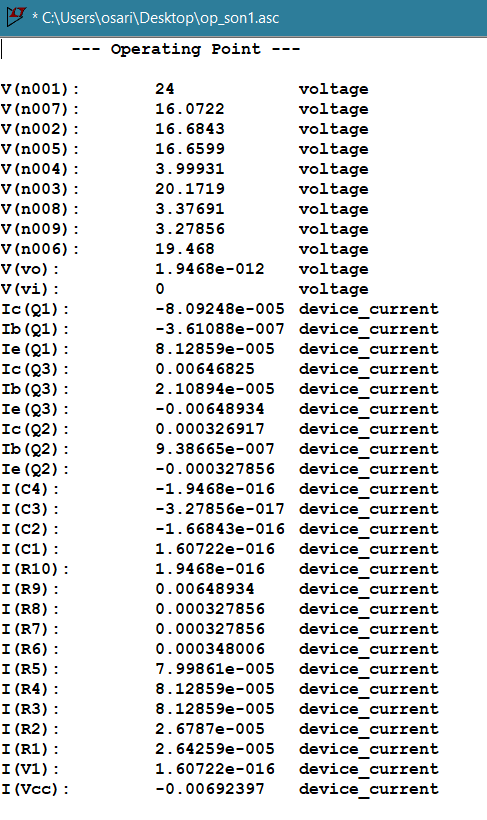 * C:\Users\osari\Desktop\op_son1.asc
--- Operating Point ---
V(n001): 24 voltage
V(n007): 16.0722 voltage
V(n002): 16.6843 voltage
V(n005): 16.6599 voltage
V(n004): 3.99931 voltage
V(n003): 20.1719 voltage
V(n008): 3.37691 voltage
V(n009): 3.27856 voltage
V(n006): 19.468 voltage
V(vo): 1.9468e-012 voltage
V(vi): 0 voltage
Ic(Q1): -8.09248e-005 device_current
Ib(Q1): -3.61088e-007 device_current
Ie(Q1): 8.12859e-005 device_current
Ic(Q3): 0.00646825 device_current
Ib(Q3): 2.10894e-005 device_current
Ie(Q3): -0.00648934 device_current
Ic(Q2): 0.000326917 device_current
Ib(Q2): 9.38665e-007 device_current
Ie(Q2): -0.000327856 device_current
I(C4): -1.9468e-016 device_current
I(C3): -3.27856e-017 device_current
I(C2): -1.66843e-016 device_current
I(C1): 1.60722e-016 device_current
I(R10): 1.9468e-016 device_current
I(R9): 0.00648934 device_current
I(R8): 0.000327856 device_current
I(R7): 0.000327856 device_current
I(R6): 0.000348006 device_current
I(R5): 7.99861e-005 device_current
I(R4): 8.12859e-005 device_current
I(R3): 8.12859e-005 device_current
I(R2): 2.6787e-005 device_current
I(R1): 2.64259e-005 device_current
I(V1): 1.60722e-016 device_current
I(Vcc): -0.00692397 device_current